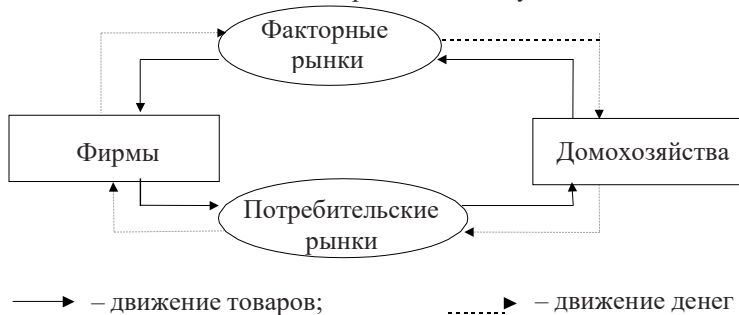 Факторные
рынки
Фирмы
Домохозяйства
Потребительские
рынки
– движение товаров;
– движение денег